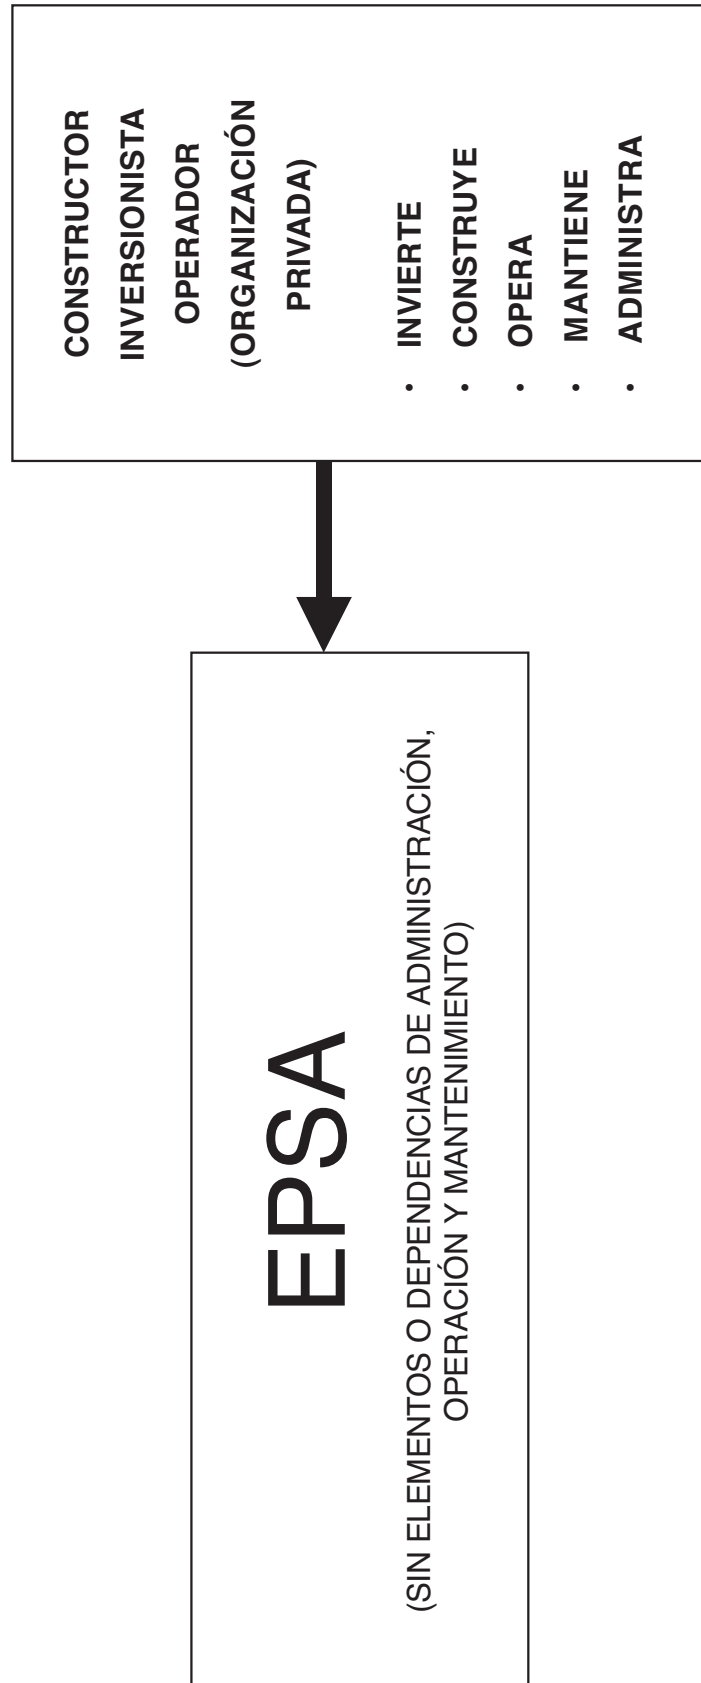 EPSA
(SIN ELEMENTOS O DEPENDENCIAS DE ADMINISTRACIÓN,
OPERACIÓN Y MANTENIMIENTO)
CONSTRUCTOR
INVERSIONISTA
OPERADOR
(ORGANIZACIÓN
PRIVADA)
• INVIERTE
• CONSTRUYE
• OPERA
• MANTIENE
• ADMINISTRA